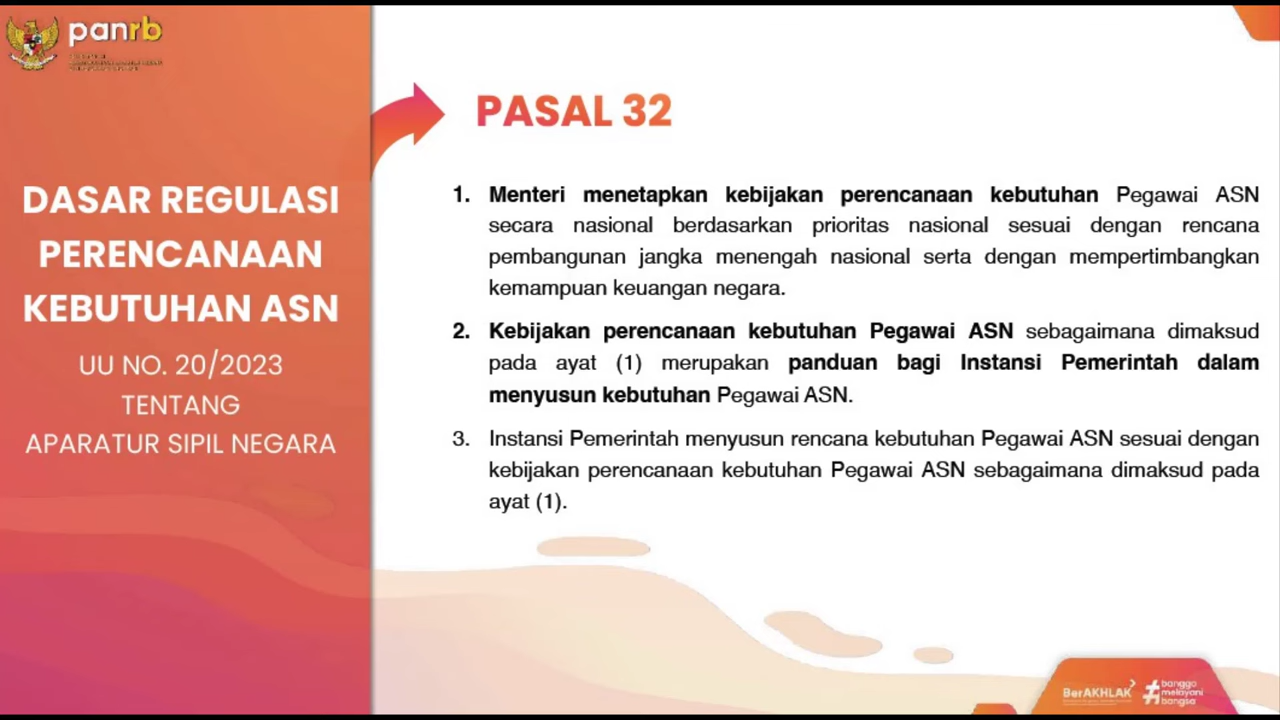 panrb
DASAR REGULASI
PERENCANAAN
KEBUTUHAN ASN
UU NO. 20/2023
TENTANG
APARATUR SIPIL NEGARA
PASAL 32
1. Menteri menetapkan kebijakan perencanaan kebutuhan Pegawai ASN
secara nasional berdasarkan prioritas nasional sesuai dengan rencana
pembangunan jangka menengah nasional serta dengan mempertimbangkan
kemampuan keuangan negara.
2. Kebijakan perencanaan kebutuhan Pegawai ASN sebagaimana dimaksud
pada ayat (1) merupakan panduan bagi Instansi Pemerintah dalam
menyusun kebutuhan Pegawai ASN.
3. Instansi Pemerintah menyusun rencana kebutuhan Pegawai ASN sesuai dengan
kebijakan perencanaan kebutuhan Pegawai ASN sebagaimana dimaksud pada
ayat (1).
BerAKHLAK
#bangga
melayani
bangsa